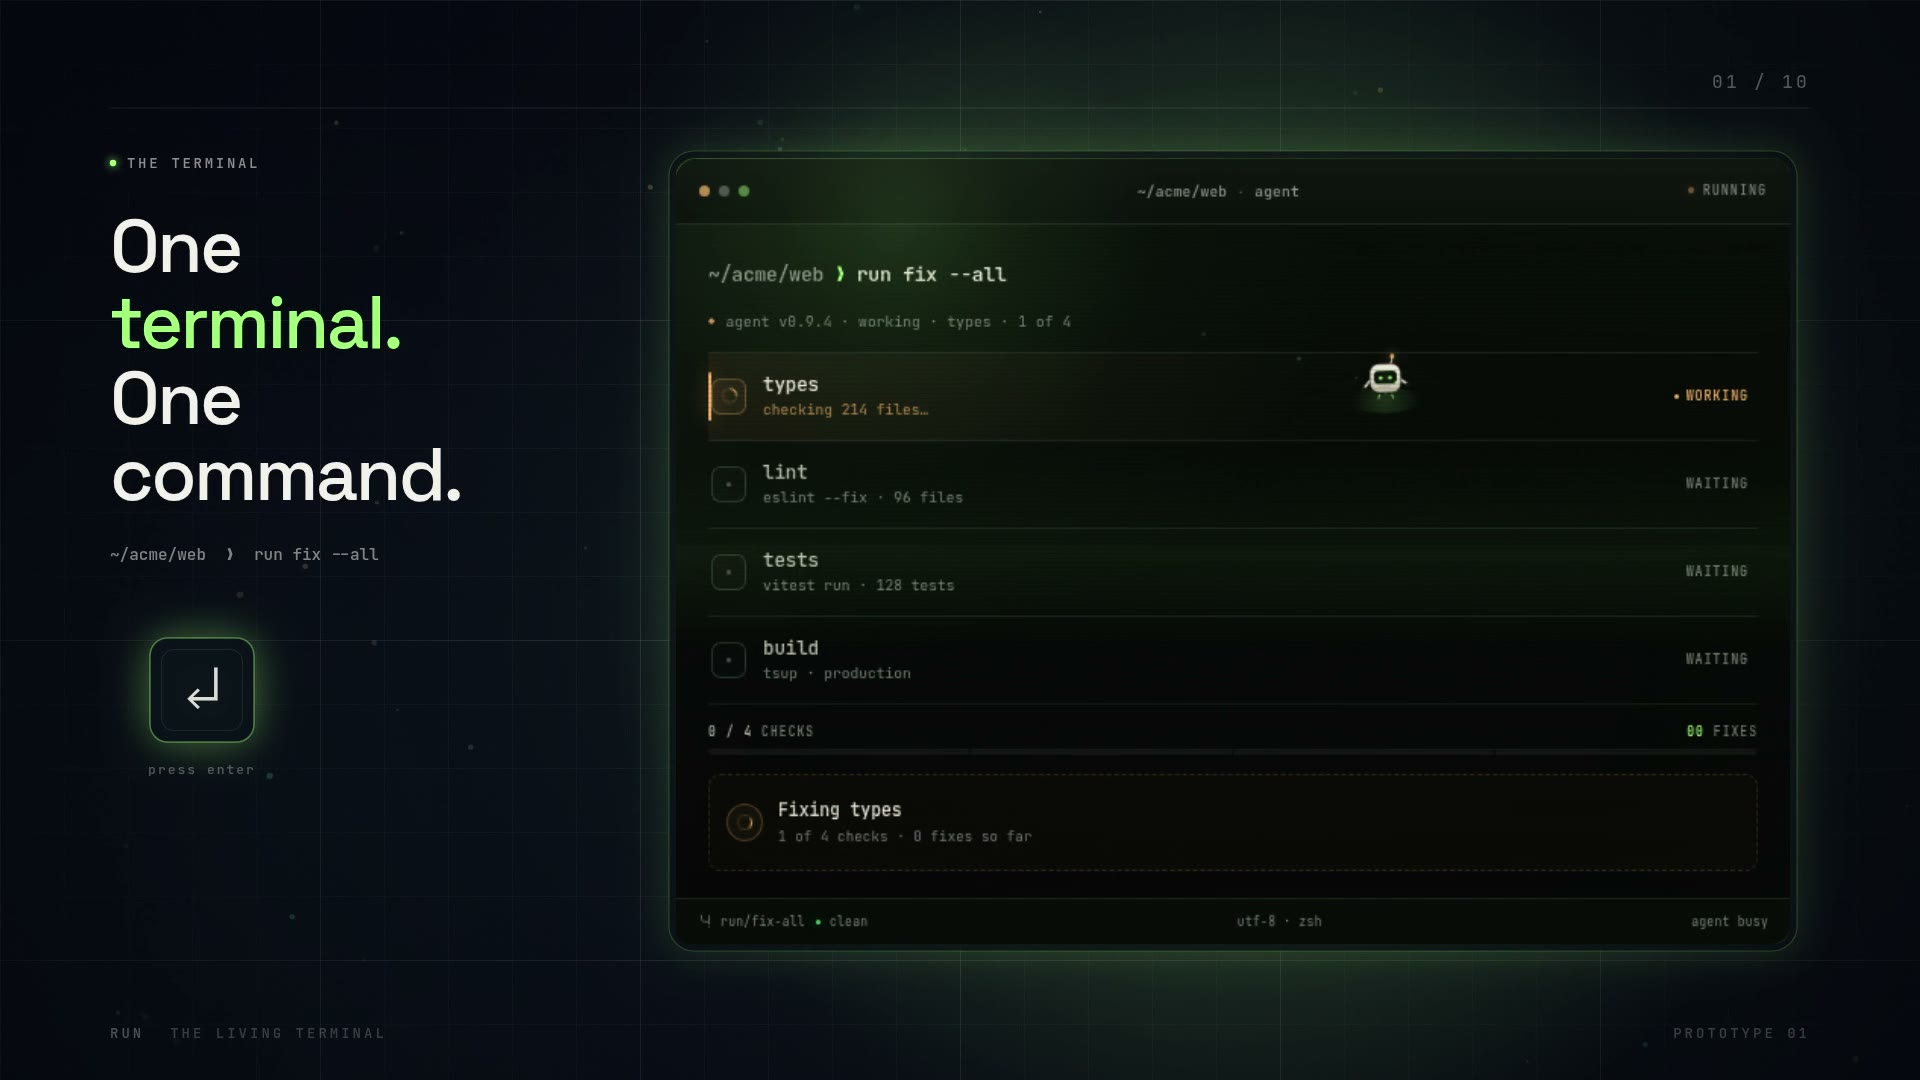 01 / 10
THE TERMINAL
One
terminal.
One
command.
~/acme/web ❯ run fix --all
press enter
~/acme/web · agent
RUNNING
~/acme/web ❯ run fix --all
agent v0.9.4 · working · types · 1 of 4
types
checking 214 files…
WORKING
lint
eslint --fix · 96 files
WAITING
tests
vitest run · 128 tests
WAITING
build
tsup · production
WAITING
0 / 4 CHECKS
00 FIXES
Fixing types
1 of 4 checks · 0 fixes so far
run/fix-all • clean
utf-8 · zsh
agent busy
RUN THE LIVING TERMINAL
PROTOTYPE 01